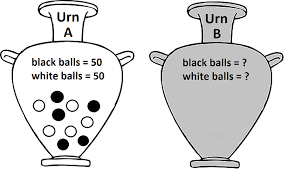 Urn
A
black balls = 50
white balls = 50
Urn
B
black balls = ?
white balls = ?